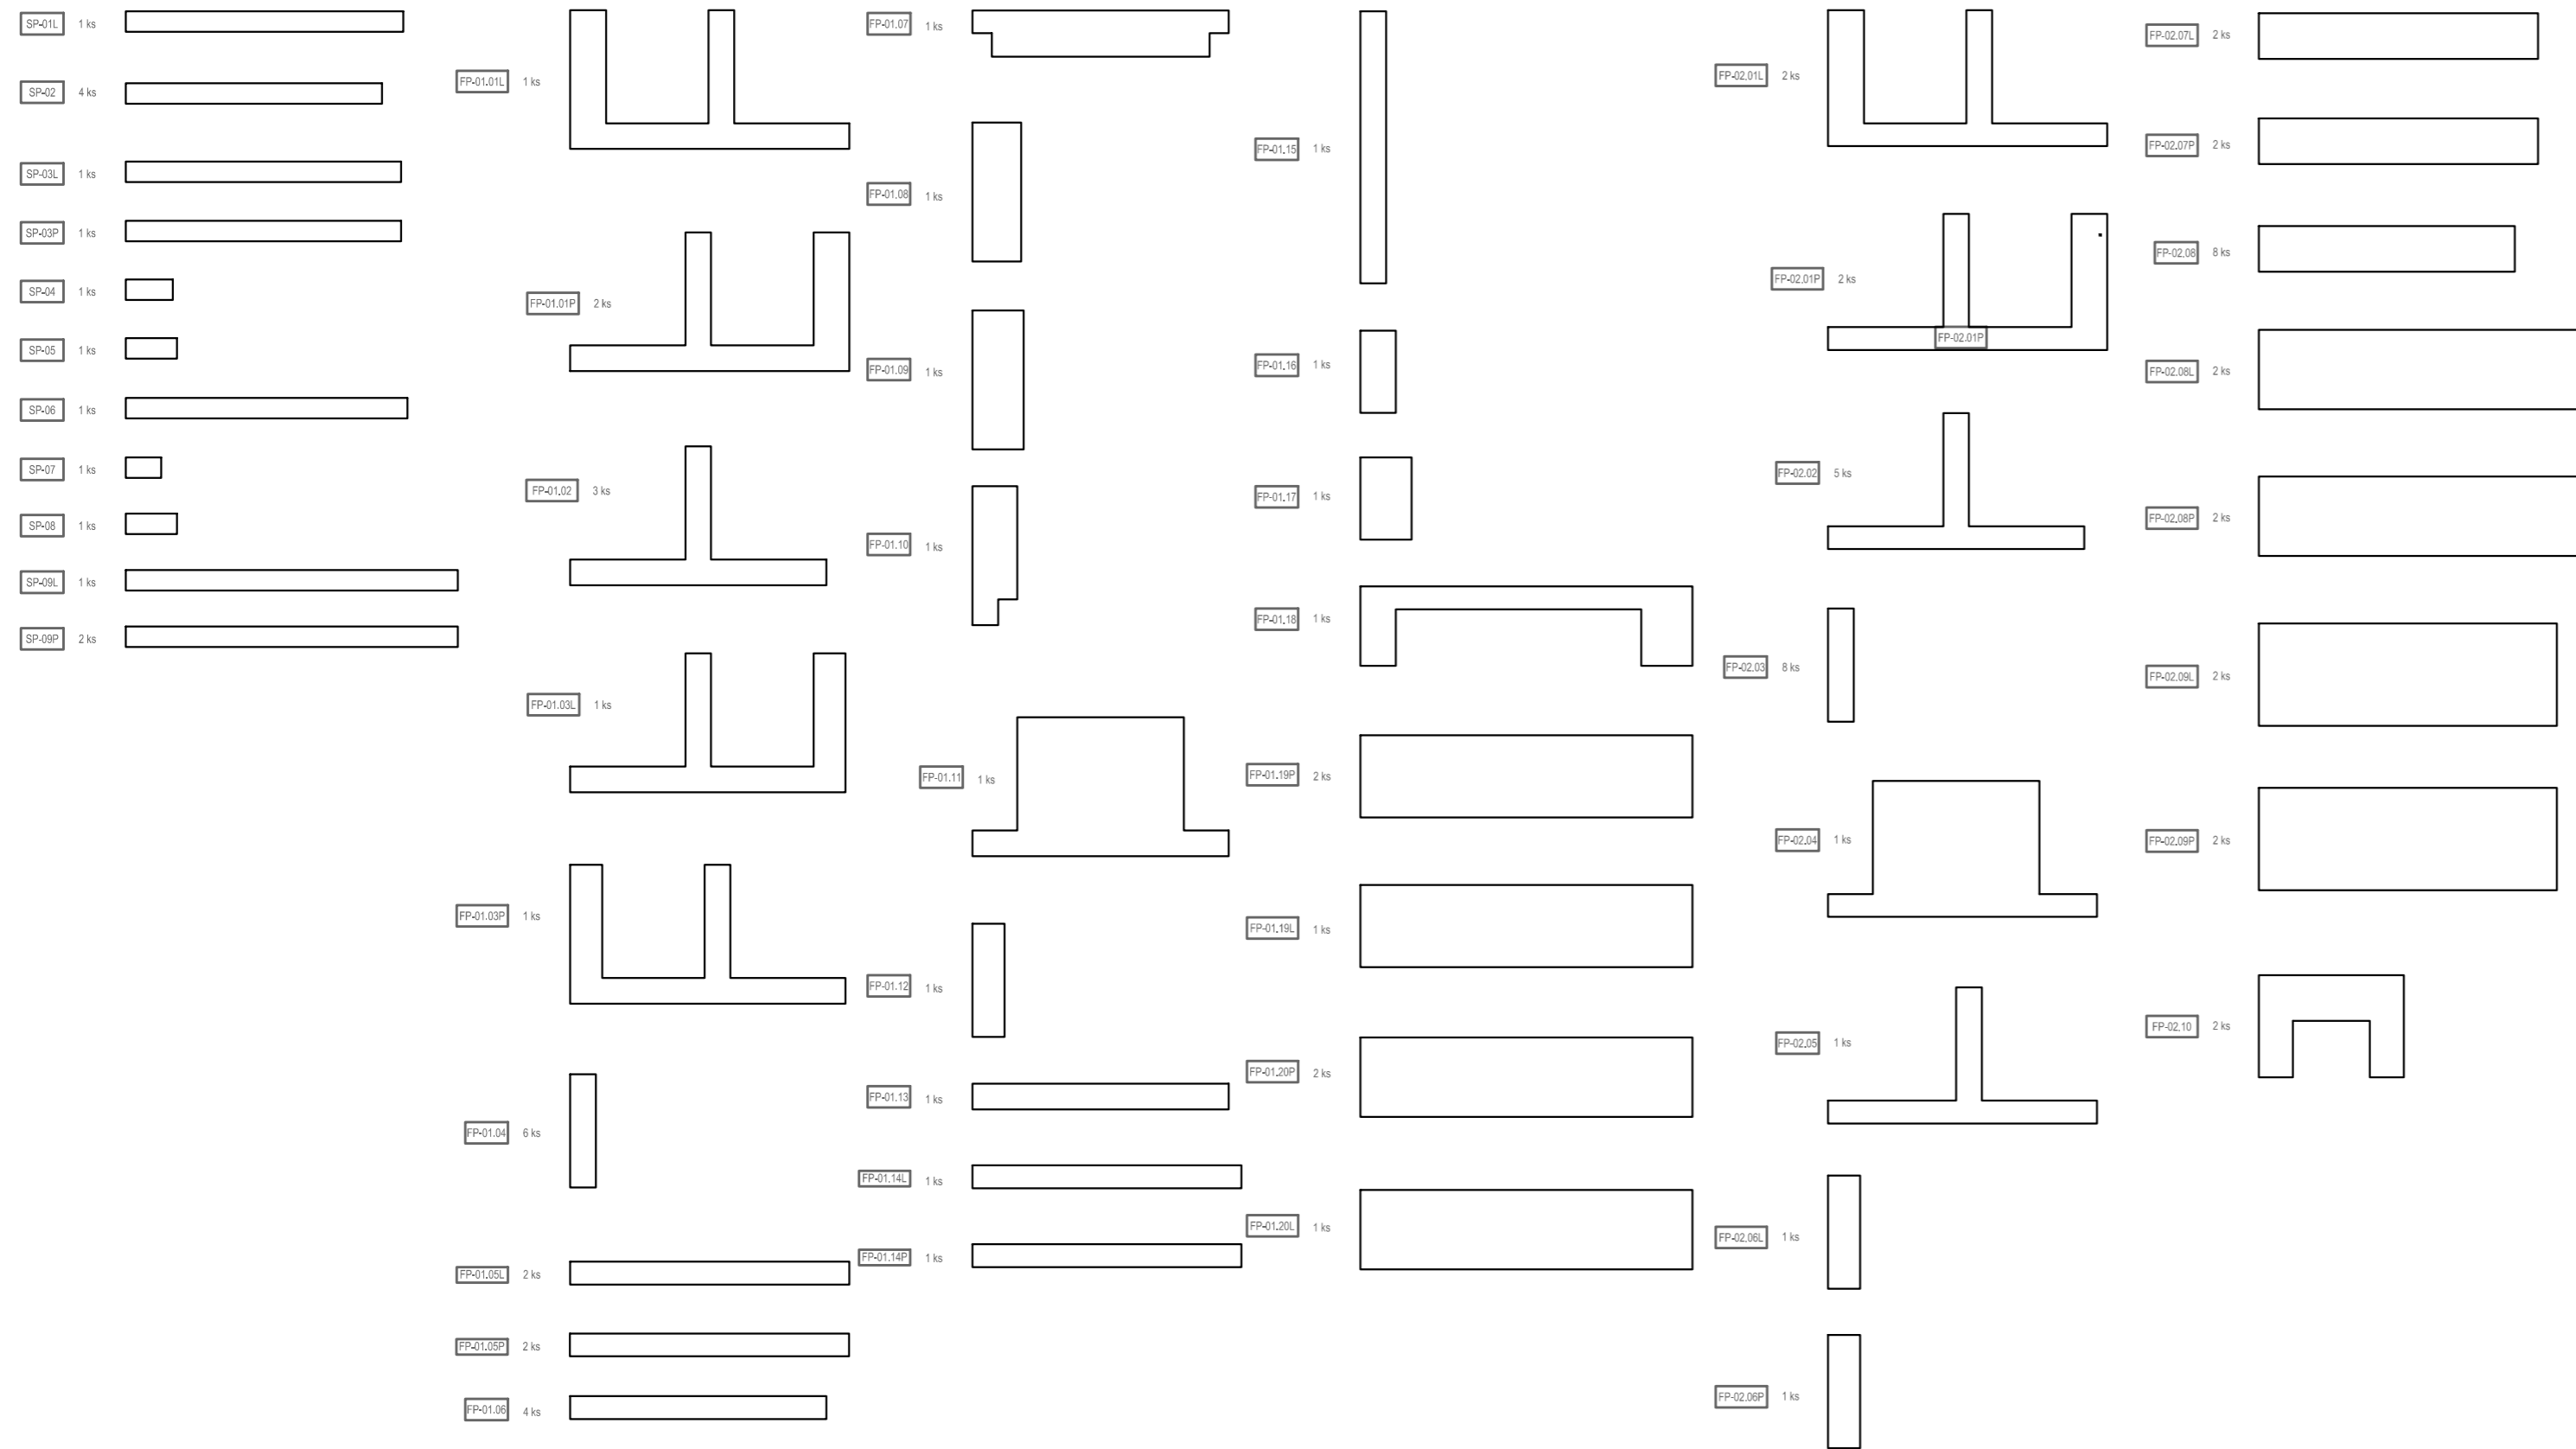 SP-01L 1 ks
SP-02 4 ks
SP-03L 1 ks
SP-03P 1 ks
SP-04 1 ks
SP-05 1 ks
SP-06 1 ks
SP-07 1 ks
SP-08 1 ks
SP-09L 1 ks
SP-09P 2 ks
FP-01.01L 1 ks
FP-01.01P 2 ks
FP-01.02 3 ks
FP-01.03L 1 ks
FP-01.03P 1 ks
FP-01.04 6 ks
FP-01.05L 2 ks
FP-01.05P 2 ks
FP-01.06 4 ks
FP-01.07 1 ks
FP-01.08 1 ks
FP-01.09 1 ks
FP-01.10 1 ks
FP-01.11 1 ks
FP-01.12 1 ks
FP-01.13 1 ks
FP-01.14L 1 ks
FP-01.14P 1 ks
FP-01.15 1 ks
FP-01.16 1 ks
FP-01.17 1 ks
FP-01.18 1 ks
FP-01.19P 2 ks
FP-01.19L 1 ks
FP-01.20P 2 ks
FP-01.20L 1 ks
FP-02.01L 2 ks
FP-02.01P 2 ks
FP-02.01P
FP-02.02 5 ks
FP-02.03 8 ks
FP-02.04 1 ks
FP-02.05 1 ks
FP-02.06L 1 ks
FP-02.06P 1 ks
FP-02.07L 2 ks
FP-02.07P 2 ks
FP-02.08 8 ks
FP-02.08L 2 ks
FP-02.08P 2 ks
FP-02.09L 2 ks
FP-02.09P 2 ks
FP-02.10 2 ks